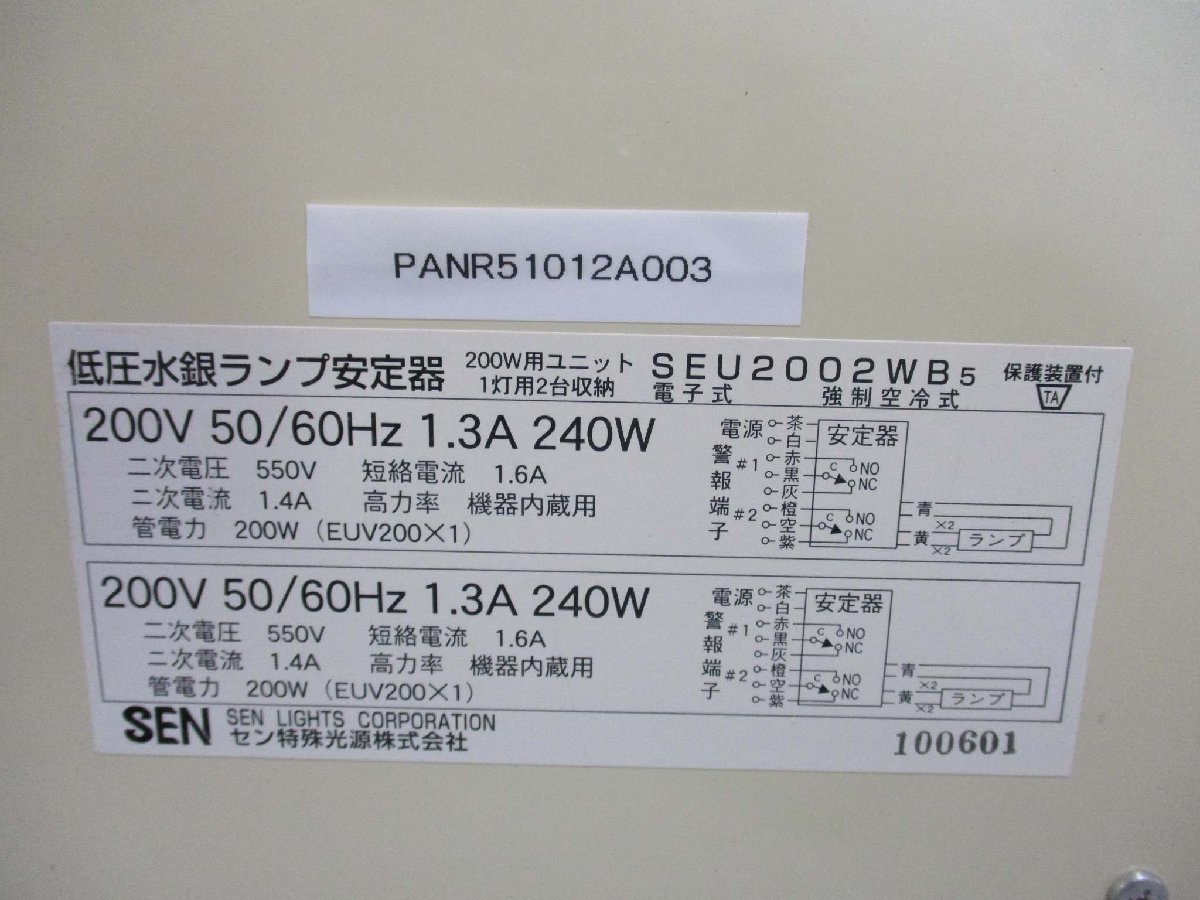 PANR51012A003
低圧水銀ランプ安定器 200W用ユニット SEU2002WB5 保護装置付
1灯用2台収納 電子式 強制空冷式 TA
200V 50/60Hz 1.3A 240W
二次電圧 550V 短絡電流 1.6A
二次電流 1.4A 高力率 機器内蔵用
管電力 200W (EUV200×1)
電源 茶 安定器
白
警報端子 #1 赤 C NO
黒 NC
灰
#2 橙 C NO 青 ×2
空 NC 黄 ×2 ランプ
紫
200V 50/60Hz 1.3A 240W
二次電圧 550V 短絡電流 1.6A
二次電流 1.4A 高力率 機器内蔵用
管電力 200W (EUV200×1)
電源 茶 安定器
白
警報端子 #1 赤 C NO
黒 NC
灰
#2 橙 C NO 青 ×2
空 NC 黄 ×2 ランプ
紫
SEN SEN LIGHTS CORPORATION
セン特殊光源株式会社
100601